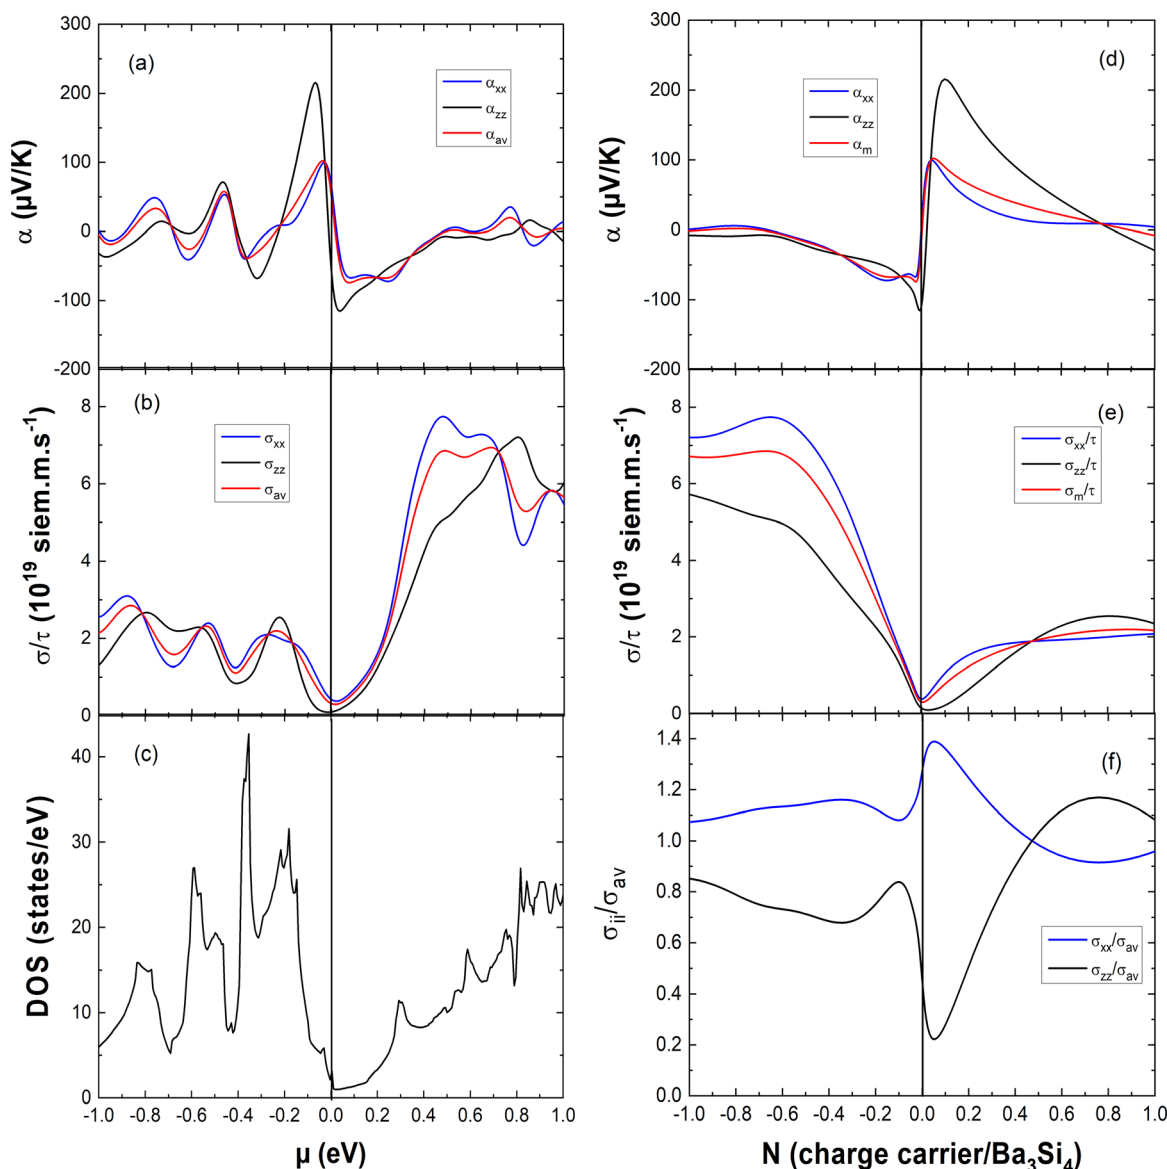 (a)
α_xx
α_zz
α_av
α (µV/K)
300
200
100
0
-100
-200
(b)
σ_xx
σ_zz
σ_av
σ/τ (10^19 siem.m.s^-1)
8
6
4
2
0
(c)
DOS (states/eV)
40
30
20
10
0
-1.0 -0.8 -0.6 -0.4 -0.2 0.0 0.2 0.4 0.6 0.8 1.0
µ (eV)
(d)
α_xx
α_zz
α_m
α (µV/K)
300
200
100
0
-100
-200
(e)
σ_xx/τ
σ_zz/τ
σ_m/τ
σ/τ (10^19 siem.m.s^-1)
8
6
4
2
0
(f)
σ_xx/σ_av
σ_zz/σ_av
σ_ii/σ_av
1.4
1.2
1.0
0.8
0.6
0.4
0.2
0.0
-1.0 -0.8 -0.6 -0.4 -0.2 0.0 0.2 0.4 0.6 0.8 1.0
N (charge carrier/Ba_3Si_4)